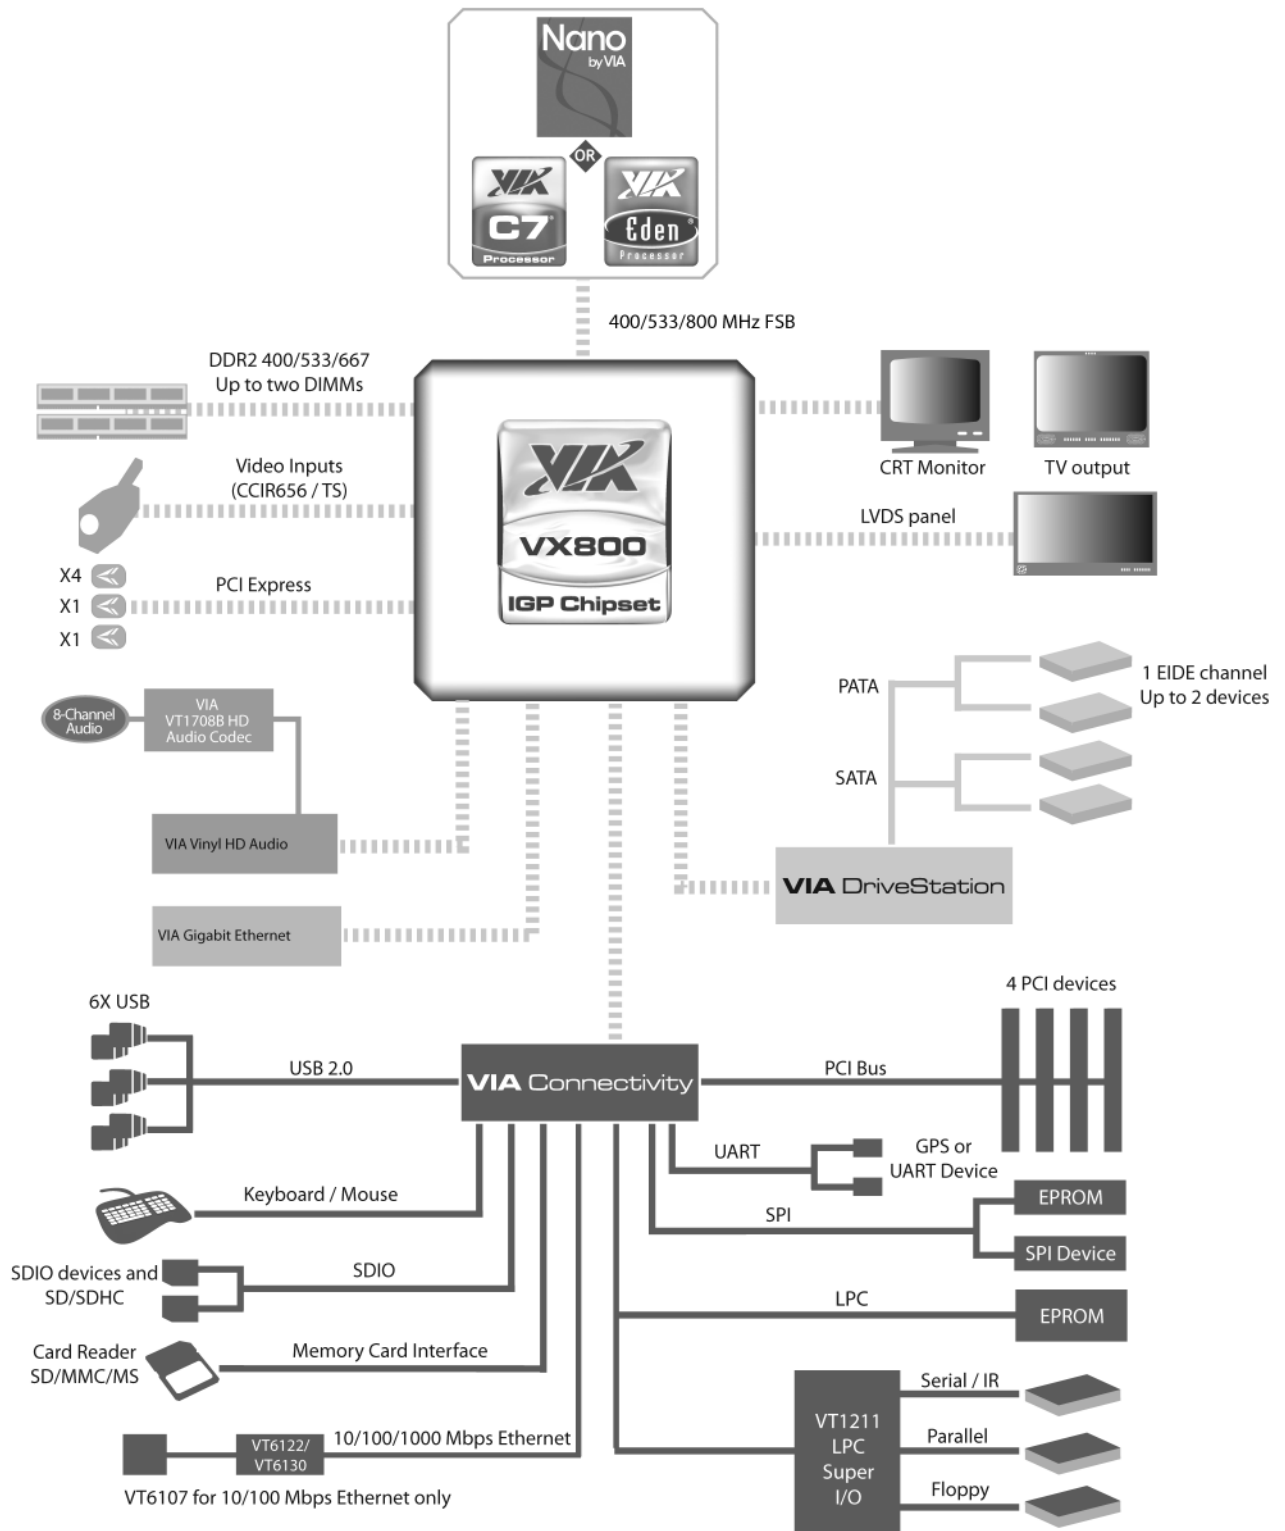 Nano
by VIA
OR
VIA
C7
Processor
VIA
Eden
Processor
400/533/800 MHz FSB
DDR2 400/533/667
Up to two DIMMs
Video Inputs
(CCIR656 / TS)
X4
X1
X1
PCI Express
VIA
VX800
IGP Chipset
CRT Monitor
TV output
LVDS panel
8-Channel
Audio
VIA
VT1708B HD
Audio Codec
VIA Vinyl HD Audio
VIA Gigabit Ethernet
PATA
SATA
1 EIDE channel
Up to 2 devices
VIA DriveStation
6X USB
USB 2.0
VIA Connectivity
4 PCI devices
PCI Bus
UART
GPS or
UART Device
SPI
EPROM
SPI Device
Keyboard / Mouse
SDIO devices and
SD/SDHC
SDIO
LPC
EPROM
Card Reader
SD/MMC/MS
Memory Card Interface
VT6122/
VT6130
10/100/1000 Mbps Ethernet
VT6107 for 10/100 Mbps Ethernet only
VT1211
LPC
Super
I/O
Serial / IR
Parallel
Floppy